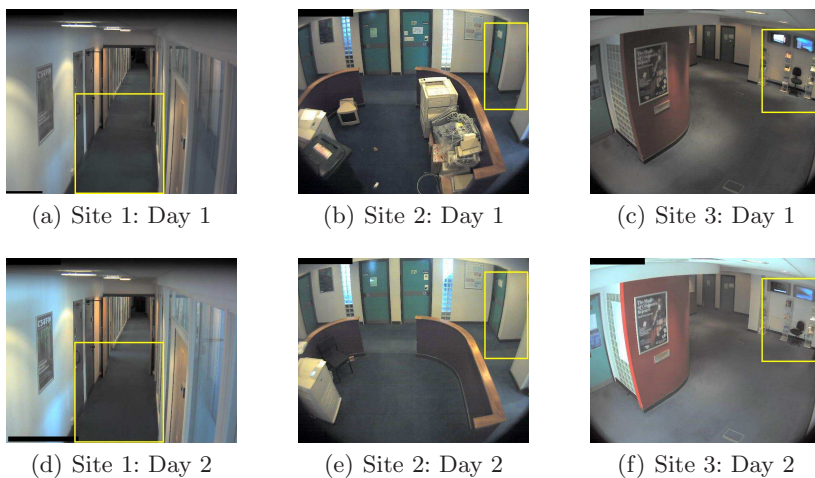 (a) Site 1: Day 1
(b) Site 2: Day 1
(c) Site 3: Day 1
(d) Site 1: Day 2
(e) Site 2: Day 2
(f) Site 3: Day 2